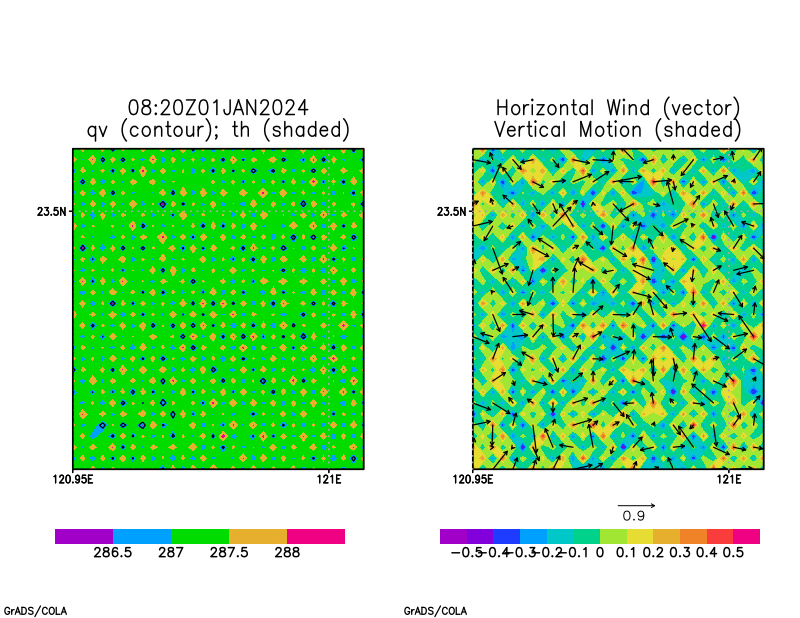 08:20Z01JAN2024
qv (contour); th (shaded)
Horizontal Wind (vector)
Vertical Motion (shaded)
23.5N
23.5N
120.95E
121E
120.95E
121E
0.9
286.5 287 287.5 288
-0.5 -0.4 -0.3 -0.2 -0.1 0 0.1 0.2 0.3 0.4 0.5
GrADS/COLA
GrADS/COLA